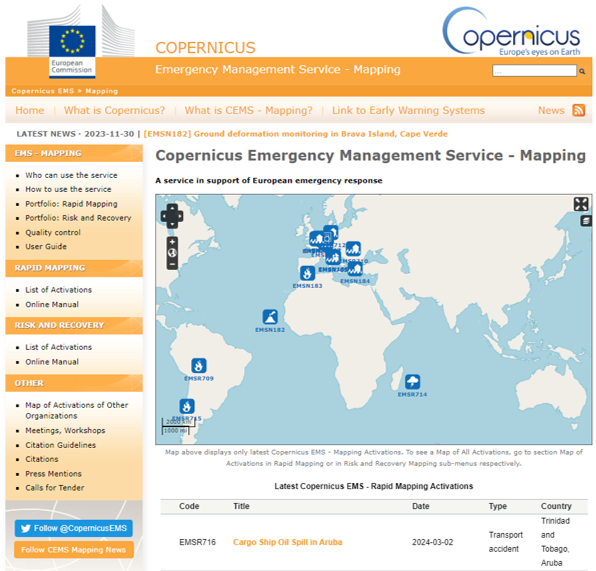 European
Commission
COPERNICUS
Emergency Management Service - Mapping
opernicus
Europe's eyes on Earth
...
Copernicus EMS > Mapping
Home
What is Copernicus?
What is CEMS - Mapping?
Link to Early Warning Systems
News
LATEST NEWS · 2023-11-30 | [EMSN182] Ground deformation monitoring in Brava Island, Cape Verde
EMS - MAPPING
Who can use the service
How to use the service
Portfolio: Rapid Mapping
Portfolio: Risk and Recovery
Quality control
User Guide
RAPID MAPPING
List of Activations
Online Manual
RISK AND RECOVERY
List of Activations
Online Manual
OTHER
Map of Activations of Other
Organizations
Meetings, Workshops
Citation Guidelines
Citations
Press Mentions
Calls for Tender
Follow @CopernicusEMS
Follow CEMS Mapping News
Copernicus Emergency Management Service - Mapping
A service in support of European emergency response
EMSN184
EMSN183
EMSN182
EMSR709
EMSR714
EMSR715
2000 km
1000 mi
Map above displays only latest Copernicus EMS - Mapping Activations. To see a Map of All Activations, go to section Map of
Activations in Rapid Mapping or in Risk and Recovery Mapping sub-menus respectively.
Latest Copernicus EMS - Rapid Mapping Activations
Code Title Date Type Country
EMSR716 Cargo Ship Oil Spill in Aruba 2024-03-02
Transport
accident
Trinidad
and
Tobago,
Aruba